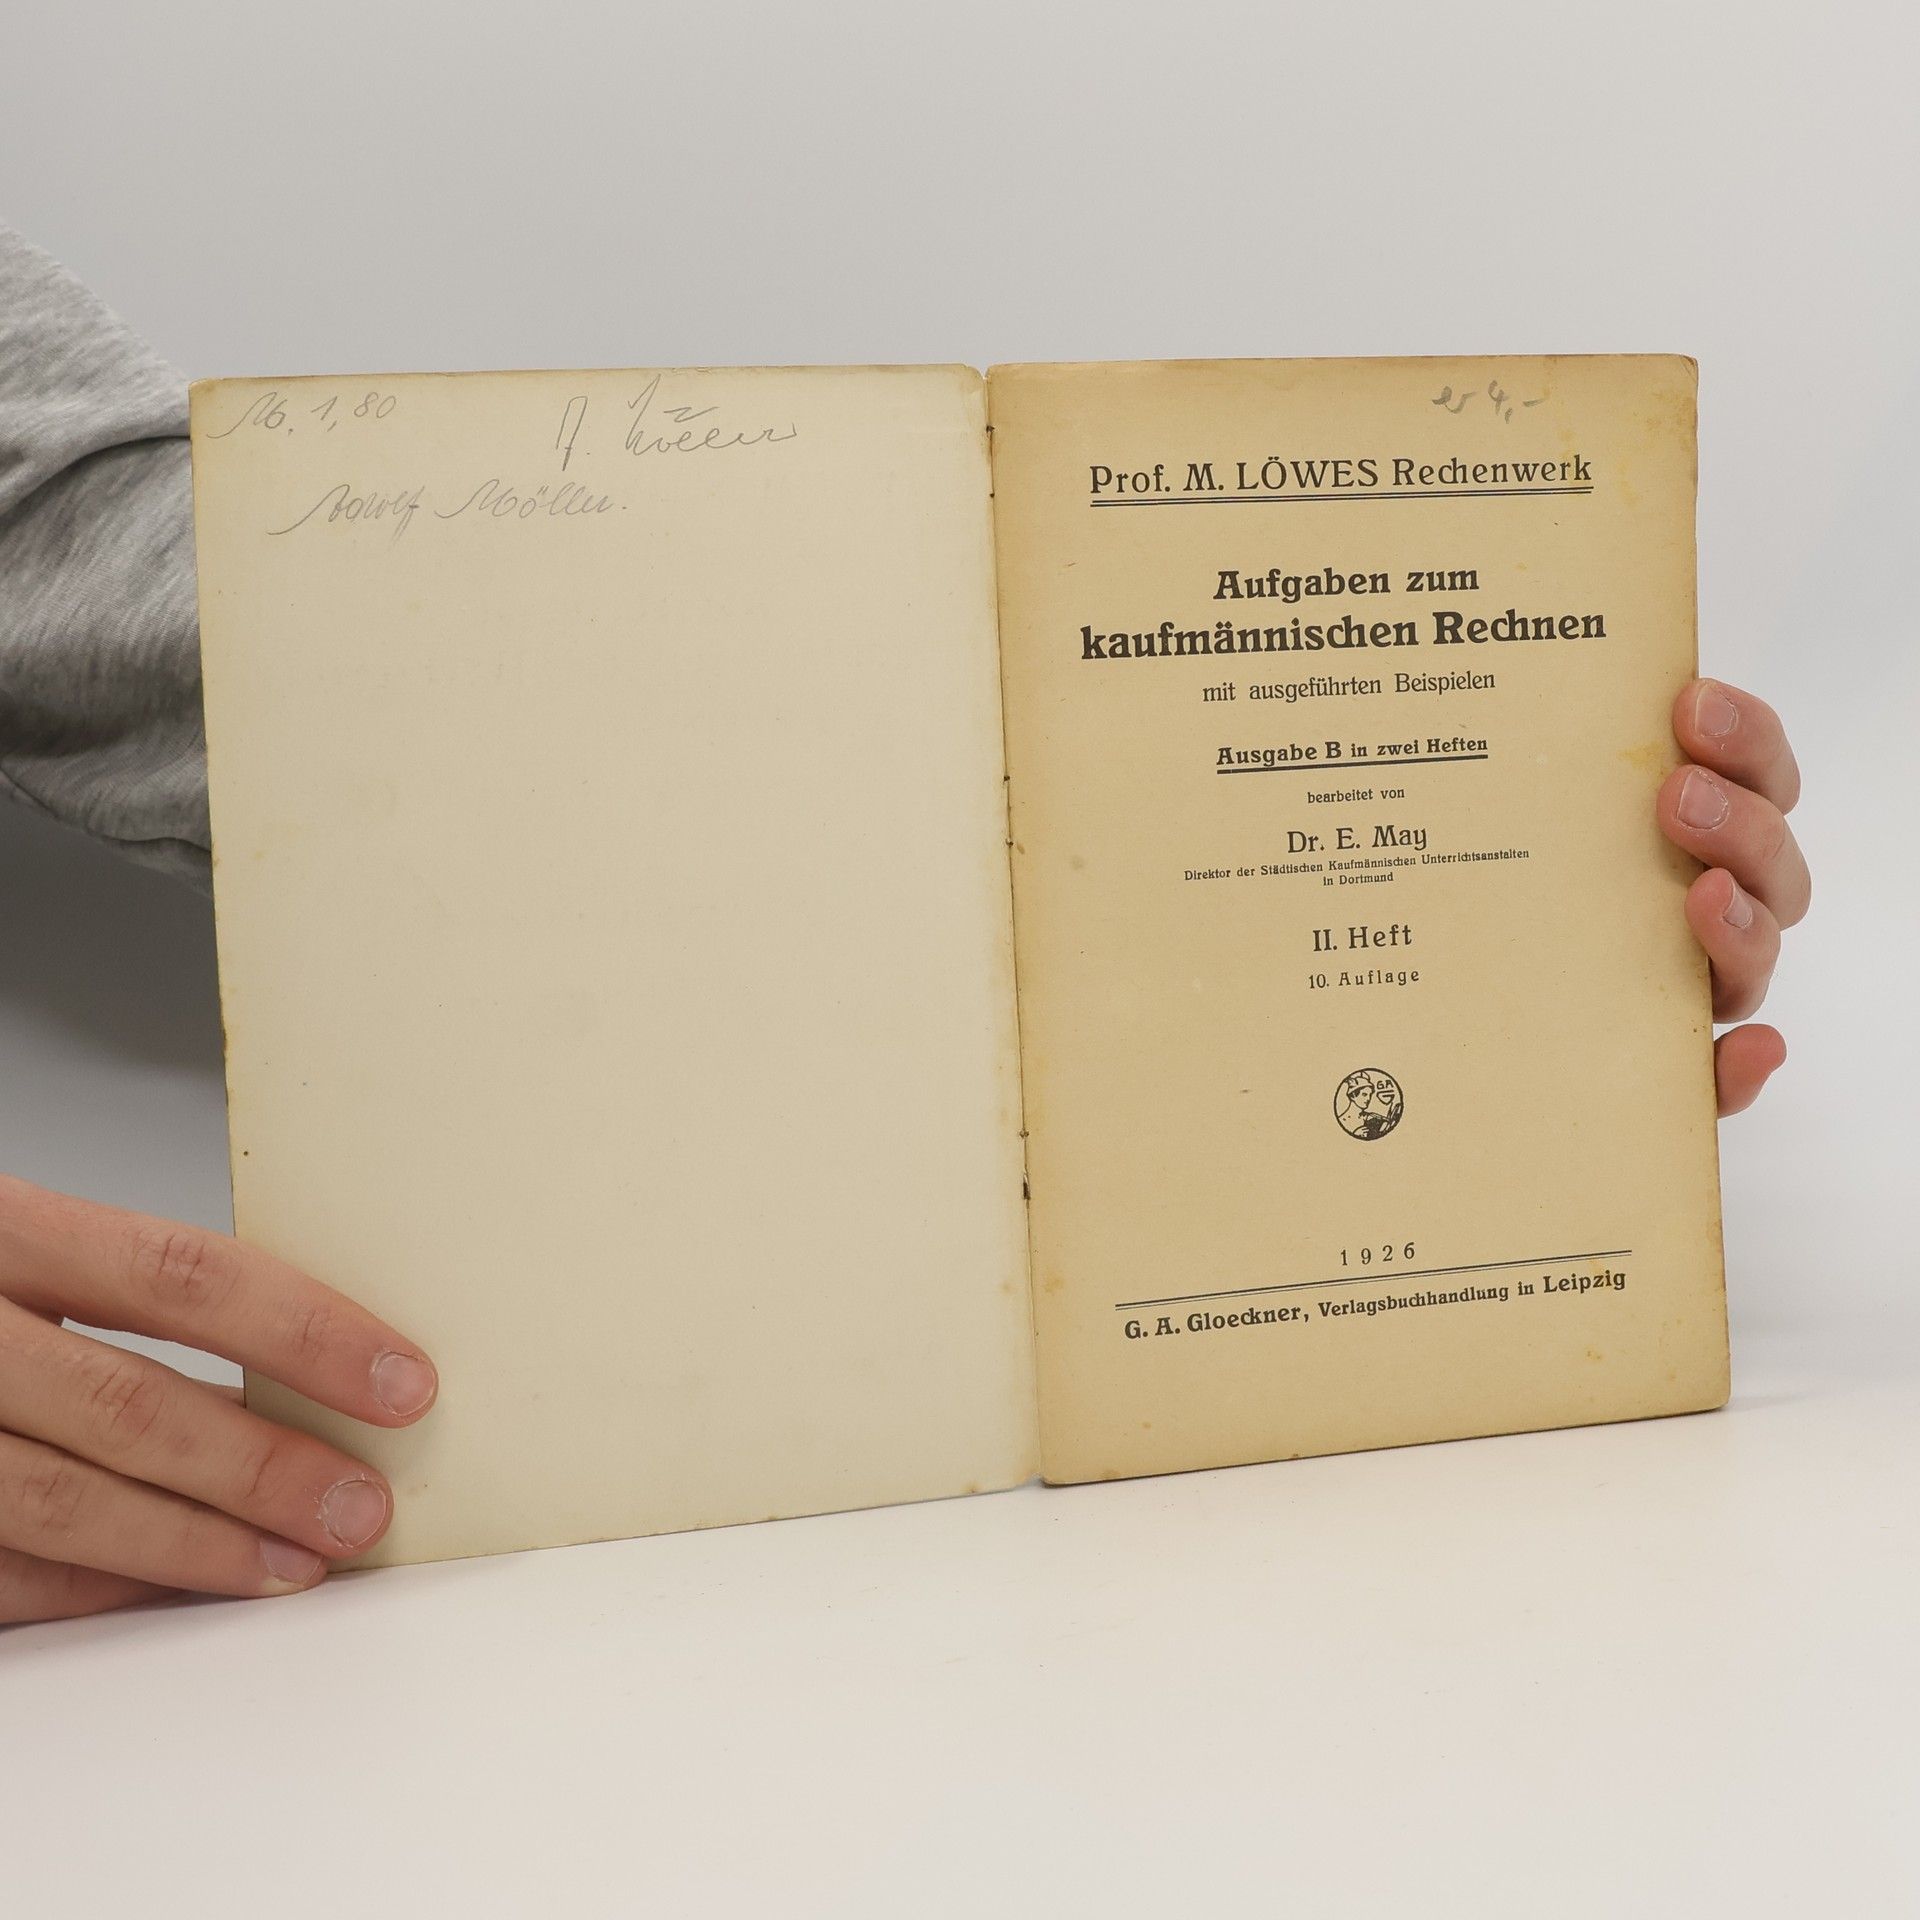 M. 1,80
A. Möller
Adolf Möller.
4,-
Prof. M. LÖWES Rechenwerk
Aufgaben zum
kaufmännischen Rechnen
mit ausgeführten Beispielen
Ausgabe B in zwei Heften
bearbeitet von
Dr. E. May
Direktor der Städtischen Kaufmännischen Unterrichtsanstalten
in Dortmund
II. Heft
10. Auflage
G.A.
G
1926
G. A. Gloeckner, Verlagsbuchhandlung in Leipzig